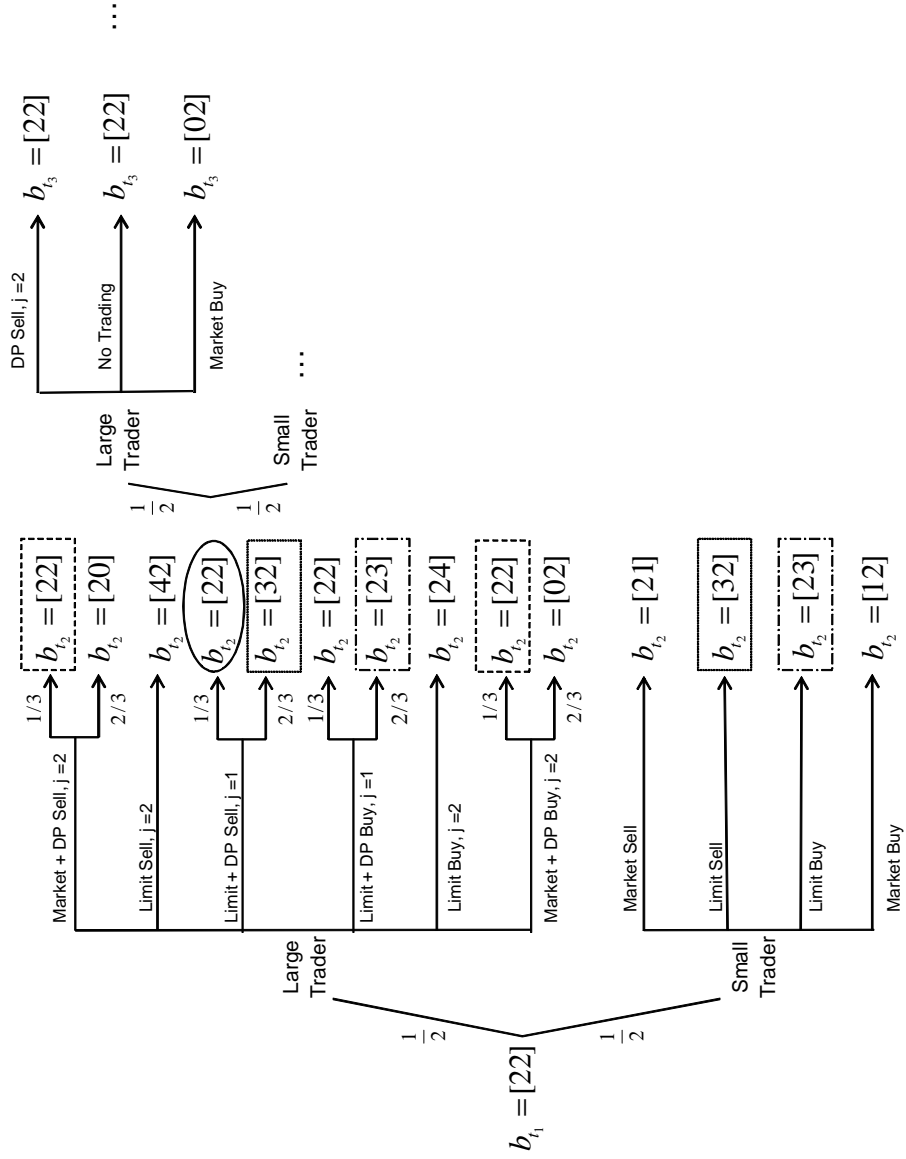 b_{t_1} = [22]
1/2
Large
Trader
Market + DP Sell, j =2
1/3
b_{t_2} = [22]
2/3
b_{t_2} = [20]
Limit Sell, j=2
b_{t_2} = [42]
Limit + DP Sell, j=1
1/3
b_{t_2} = [22]
2/3
b_{t_2} = [32]
Limit + DP Buy, j=1
1/3
b_{t_2} = [22]
2/3
b_{t_2} = [23]
Limit Buy, j=2
b_{t_2} = [24]
Market + DP Buy, j =2
1/3
b_{t_2} = [22]
2/3
b_{t_2} = [02]
1/2
Small
Trader
Market Sell
b_{t_2} = [21]
Limit Sell
b_{t_2} = [32]
Limit Buy
b_{t_2} = [23]
Market Buy
b_{t_2} = [12]
1/2
Large
Trader
DP Sell, j =2
b_{t_3} = [22]
No Trading
b_{t_3} = [22]
Market Buy
b_{t_3} = [02]
...
1/2
Small
Trader
...